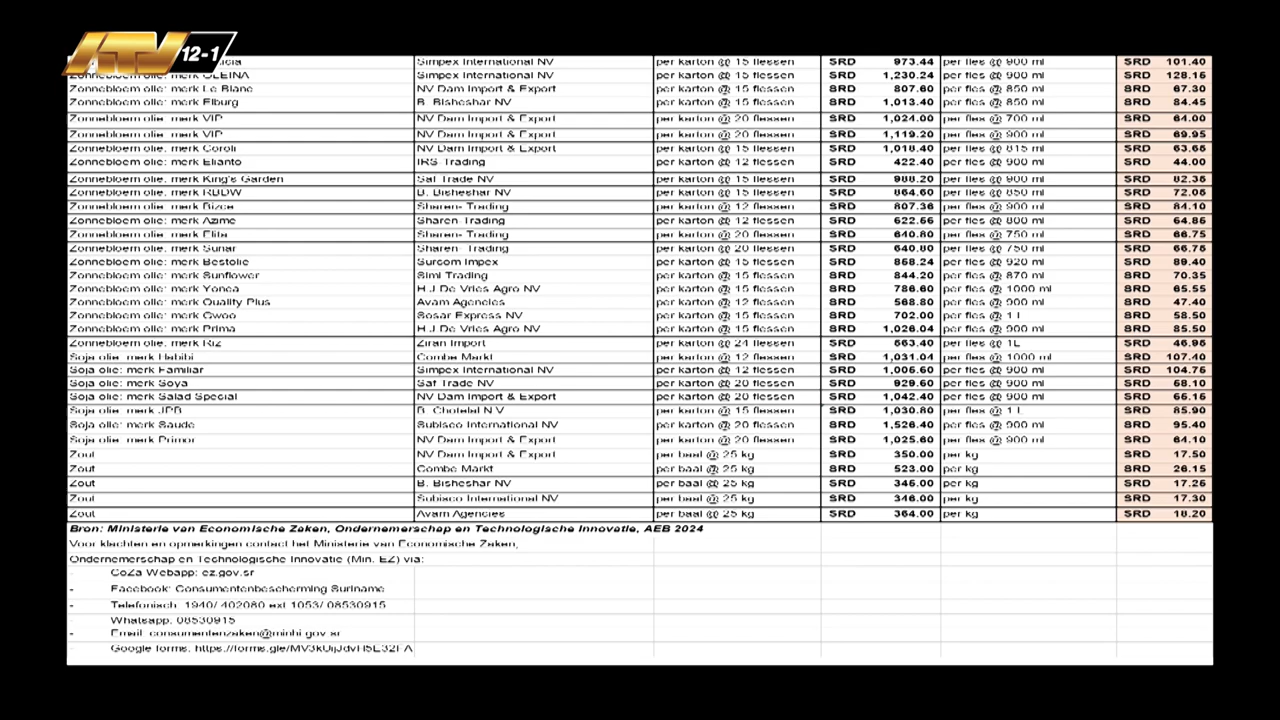 ATV 12-1
Simpex International NV per karton @ 15 flessen SRD 973.44 per fles @ 900 ml SRD 101.40
Zonnebloem olie: merk OLEINA Simpex International NV per karton @ 15 flessen SRD 1,230.24 per fles @ 900 ml SRD 128.15
Zonnebloem olie: merk Le Blanc NV Dam Import & Export per karton @ 15 flessen SRD 807.60 per fles @ 850 ml SRD 67.30
Zonnebloem olie: merk Elburg B. Bisheshar NV per karton @ 15 flessen SRD 1,013.40 per fles @ 850 ml SRD 84.45
Zonnebloem olie: merk VIP NV Dam Import & Export per karton @ 20 flessen SRD 1,024.00 per fles @ 700 ml SRD 64.00
Zonnebloem olie: merk VIP NV Dam Import & Export per karton @ 20 flessen SRD 1,119.20 per fles @ 900 ml SRD 69.95
Zonnebloem olie: merk Coroli NV Dam Import & Export per karton @ 15 flessen SRD 1,018.40 per fles @ 815 ml SRD 63.65
Zonnebloem olie: merk Elianto IRS Trading per karton @ 12 flessen SRD 422.40 per fles @ 900 ml SRD 44.00
Zonnebloem olie: merk King's Garden Saf Trade NV per karton @ 15 flessen SRD 988.20 per fles @ 900 ml SRD 82.35
Zonnebloem olie: merk RBDW B. Bisheshar NV per karton @ 15 flessen SRD 864.60 per fles @ 850 ml SRD 72.05
Zonnebloem olie: merk Bizce Sharen- Trading per karton @ 12 flessen SRD 807.36 per fles @ 900 ml SRD 84.10
Zonnebloem olie: merk Azime Sharen Trading per karton @ 12 flessen SRD 622.56 per fles @ 800 ml SRD 64.85
Zonnebloem olie: merk Elita Sharen- Trading per karton @ 20 flessen SRD 640.80 per fles @ 750 ml SRD 66.75
Zonnebloem olie: merk Sunar Sharen Trading per karton @ 20 flessen SRD 640.80 per fles @ 750 ml SRD 66.75
Zonnebloem olie: merk Bestolie Surcom Impex per karton @ 15 flessen SRD 858.24 per fles @ 920 ml SRD 89.40
Zonnebloem olie: merk Sunflower Simi Trading per karton @ 15 flessen SRD 844.20 per fles @ 870 ml SRD 70.35
Zonnebloem olie: merk Yonca H.J De Vries Agro NV per karton @ 15 flessen SRD 786.60 per fles @ 1000 ml SRD 65.55
Zonnebloem olie: merk Quality Plus Avam Agencies per karton @ 12 flessen SRD 568.80 per fles @ 900 ml SRD 47.40
Zonnebloem olie: merk Gwoo Sosar Express NV per karton @ 15 flessen SRD 702.00 per fles @ 1 l SRD 58.50
Zonnebloem olie: merk Prima H.J De Vries Agro NV per karton @ 15 flessen SRD 1,026.04 per fles @ 900 ml SRD 85.50
Zonnebloem olie: merk Riz Ziran Import per karton @ 24 flessen SRD 563.40 per fles @ 1L SRD 46.95
Soja olie: merk Habibi Combe Markt per karton @ 12 flessen SRD 1,031.04 per fles @ 1000 ml SRD 107.40
Soja olie: merk Familiar Simpex International NV per karton @ 12 flessen SRD 1,005.60 per fles @ 900 ml SRD 104.75
Soja olie: merk Soya Saf Trade NV per karton @ 20 flessen SRD 929.60 per fles @ 900 ml SRD 58.10
Soja olie: merk Salad Special NV Dam Import & Export per karton @ 20 flessen SRD 1,042.40 per fles @ 900 ml SRD 65.15
Soja olie: merk JPB B. Chotelal N.V per karton @ 15 flessen SRD 1,030.80 per fles @ 1 L SRD 85.90
Soja olie: merk Saude Subisco International NV per karton @ 20 flessen SRD 1,526.40 per fles @ 900 ml SRD 95.40
Soja olie: merk Primor NV Dam Import & Export per karton @ 20 flessen SRD 1,025.60 per fles @ 900 ml SRD 64.10
Zout NV Dam Import & Export per baal @ 25 kg SRD 350.00 per kg SRD 17.50
Zout Combe Markt per baal @ 25 kg SRD 523.00 per kg SRD 26.15
Zout B. Bisheshar NV per baal @ 25 kg SRD 345.00 per kg SRD 17.25
Zout Subisco International NV per baal @ 25 kg SRD 346.00 per kg SRD 17.30
Zout Avam Agencies per baal @ 25 kg SRD 364.00 per kg SRD 18.20
Bron: Ministerie van Economische Zaken, Ondernemerschap en Technologische Innovatie, AEB 2024
Voor klachten en opmerkingen contact het Ministerie van Economische Zaken,
Ondernemerschap en Technologische Innovatie (Min. EZ) via:
- CoZa Webapp: ez.gov.sr
- Facebook: Consumentenbescherming Suriname
- Telefonisch: 1940/ 402080 ext 1053/ 08530915
Whatsapp: 08530915
- Email: consumentenzaken@minhi.gov.sr
- Google forms: